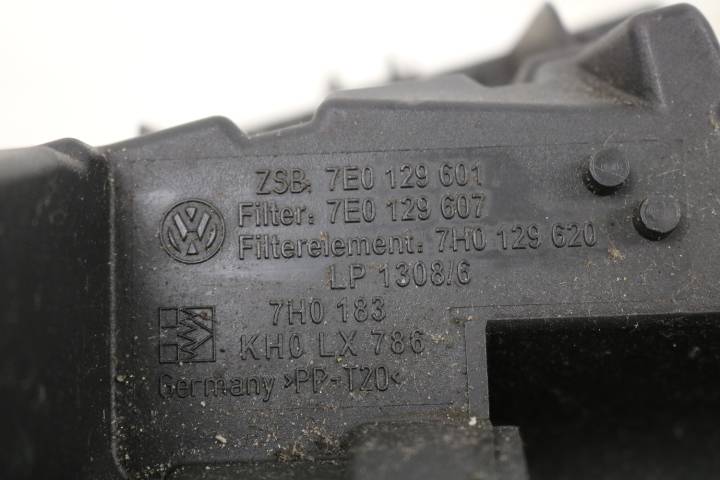 ZSB: 7E0 129 601
Filter: 7E0 129 607
Filterelement: 7H0 129 620
LP 1308/6
7H0 183
KH0 LX 786
Germany >PP-T20<